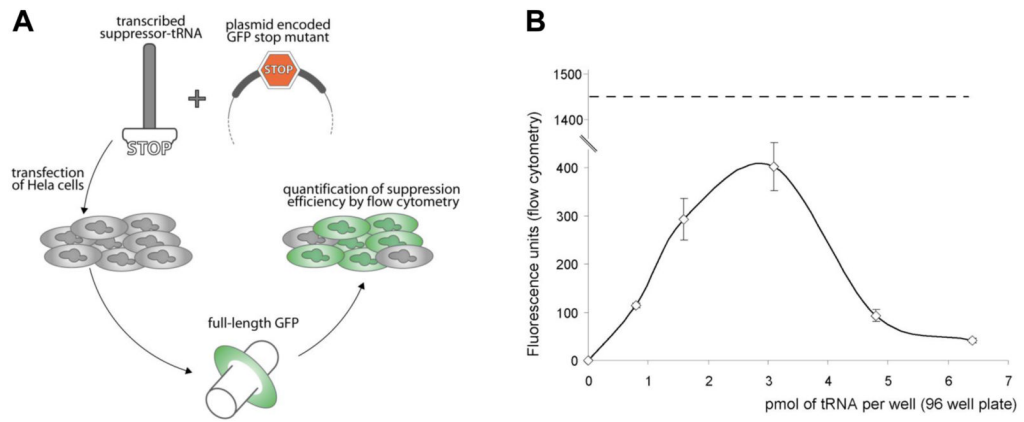 A
transcribed
suppressor-tRNA
plasmid encoded
GFP stop mutant
STOP
STOP
transfection
of Hela cells
quantification of suppression
efficiency by flow cytometry
full-length GFP
B
Fluorescence units (flow cytometry)
1500
1400
400
300
200
100
0
0 1 2 3 4 5 6 7
pmol of tRNA per well (96 well plate)